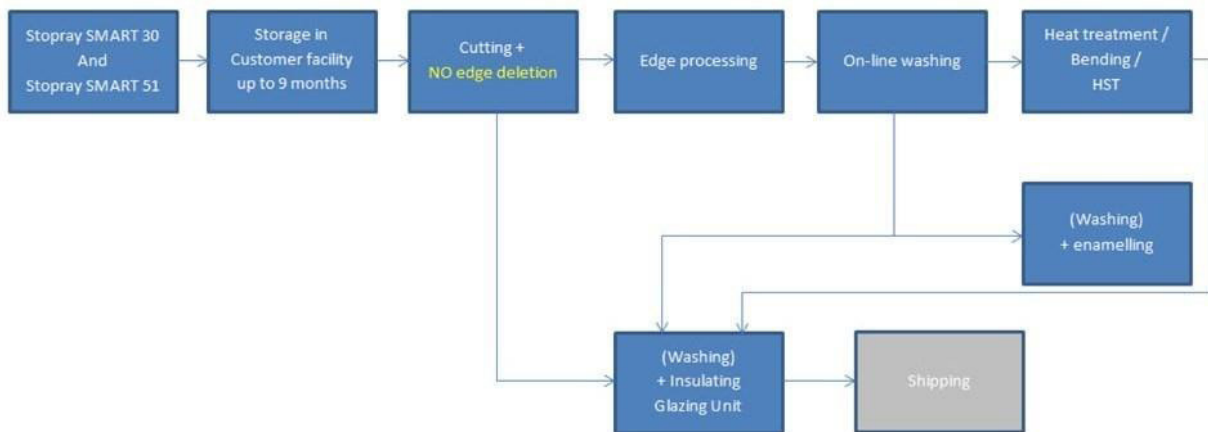 Stopray SMART 30
And
Stopray SMART 51
Storage in
Customer facility
up to 9 months
Cutting +
NO edge deletion
Edge processing
On-line washing
Heat treatment /
Bending /
HST
(Washing)
+ enamelling
(Washing)
+ Insulating
Glazing Unit
Shipping